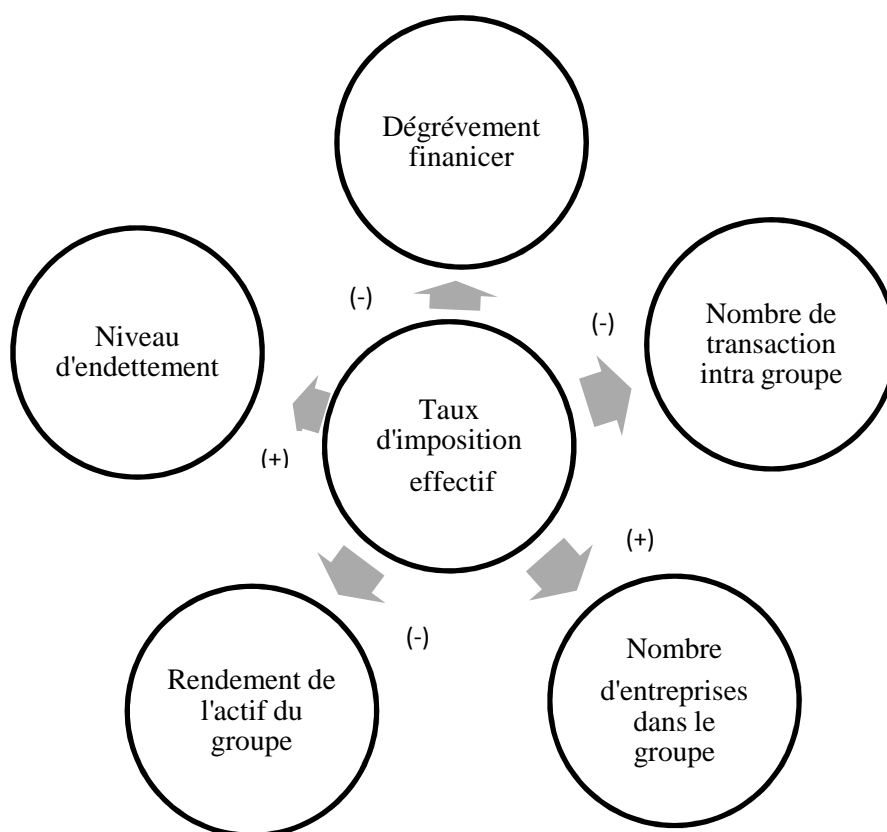 Dégrévement
finanicer
(-)
(-)
Niveau
d'endettement
Nombre de
transaction
intra groupe
Taux
d'imposition
effectif
(+)
(+)
(-)
Rendement de
l'actif du
groupe
Nombre
d'entreprises
dans le
groupe